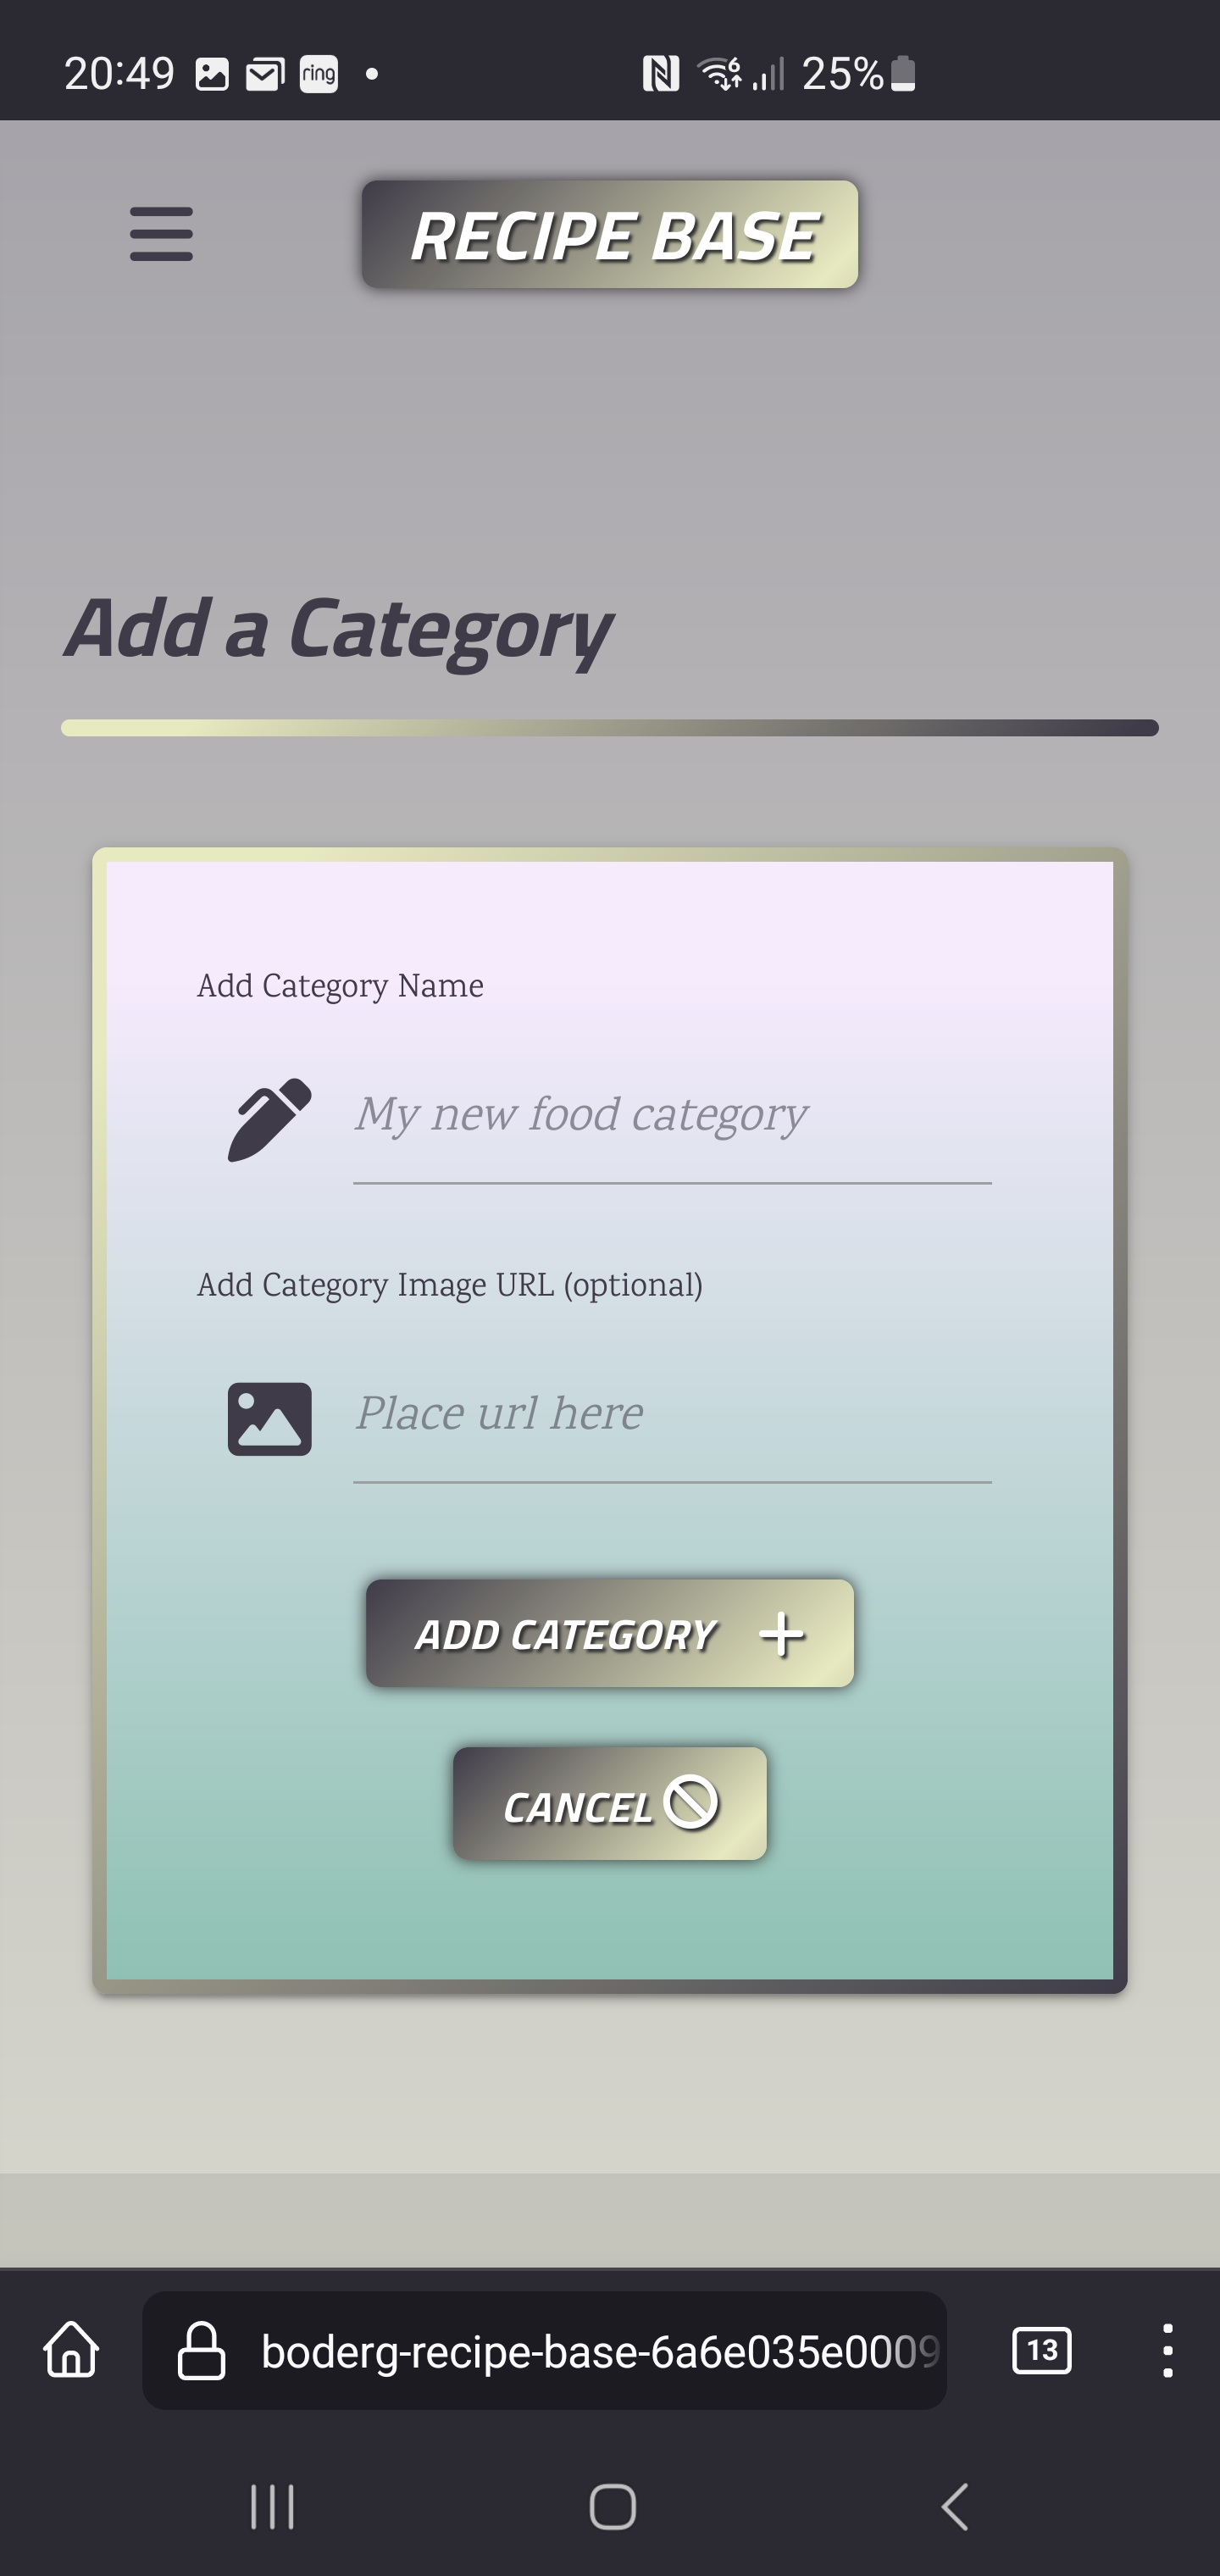 20:49 ring 6 25%
RECIPE BASE
Add a Category
Add Category Name
My new food category
Add Category Image URL (optional)
Place url here
ADD CATEGORY
CANCEL
boderg-recipe-base-6a6e035e0009 13